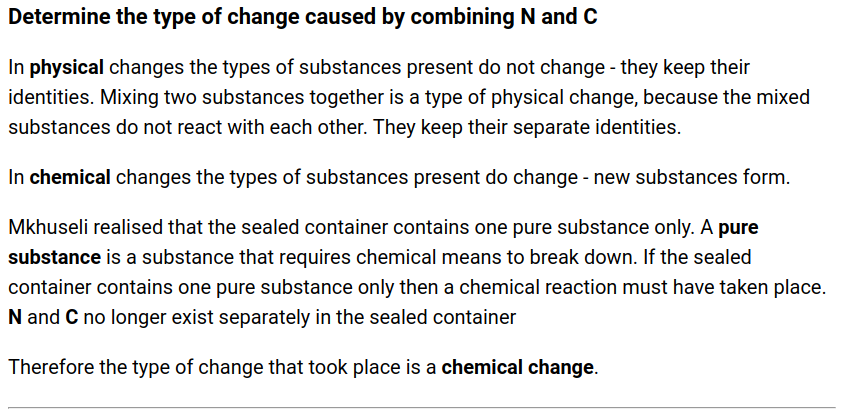 Determine the type of change caused by combining N and C
In physical changes the types of substances present do not change - they keep their
identities. Mixing two substances together is a type of physical change, because the mixed
substances do not react with each other. They keep their separate identities.
In chemical changes the types of substances present do change - new substances form.
Mkhuseli realised that the sealed container contains one pure substance only. A pure
substance is a substance that requires chemical means to break down. If the sealed
container contains one pure substance only then a chemical reaction must have taken place.
N and C no longer exist separately in the sealed container
Therefore the type of change that took place is a chemical change.